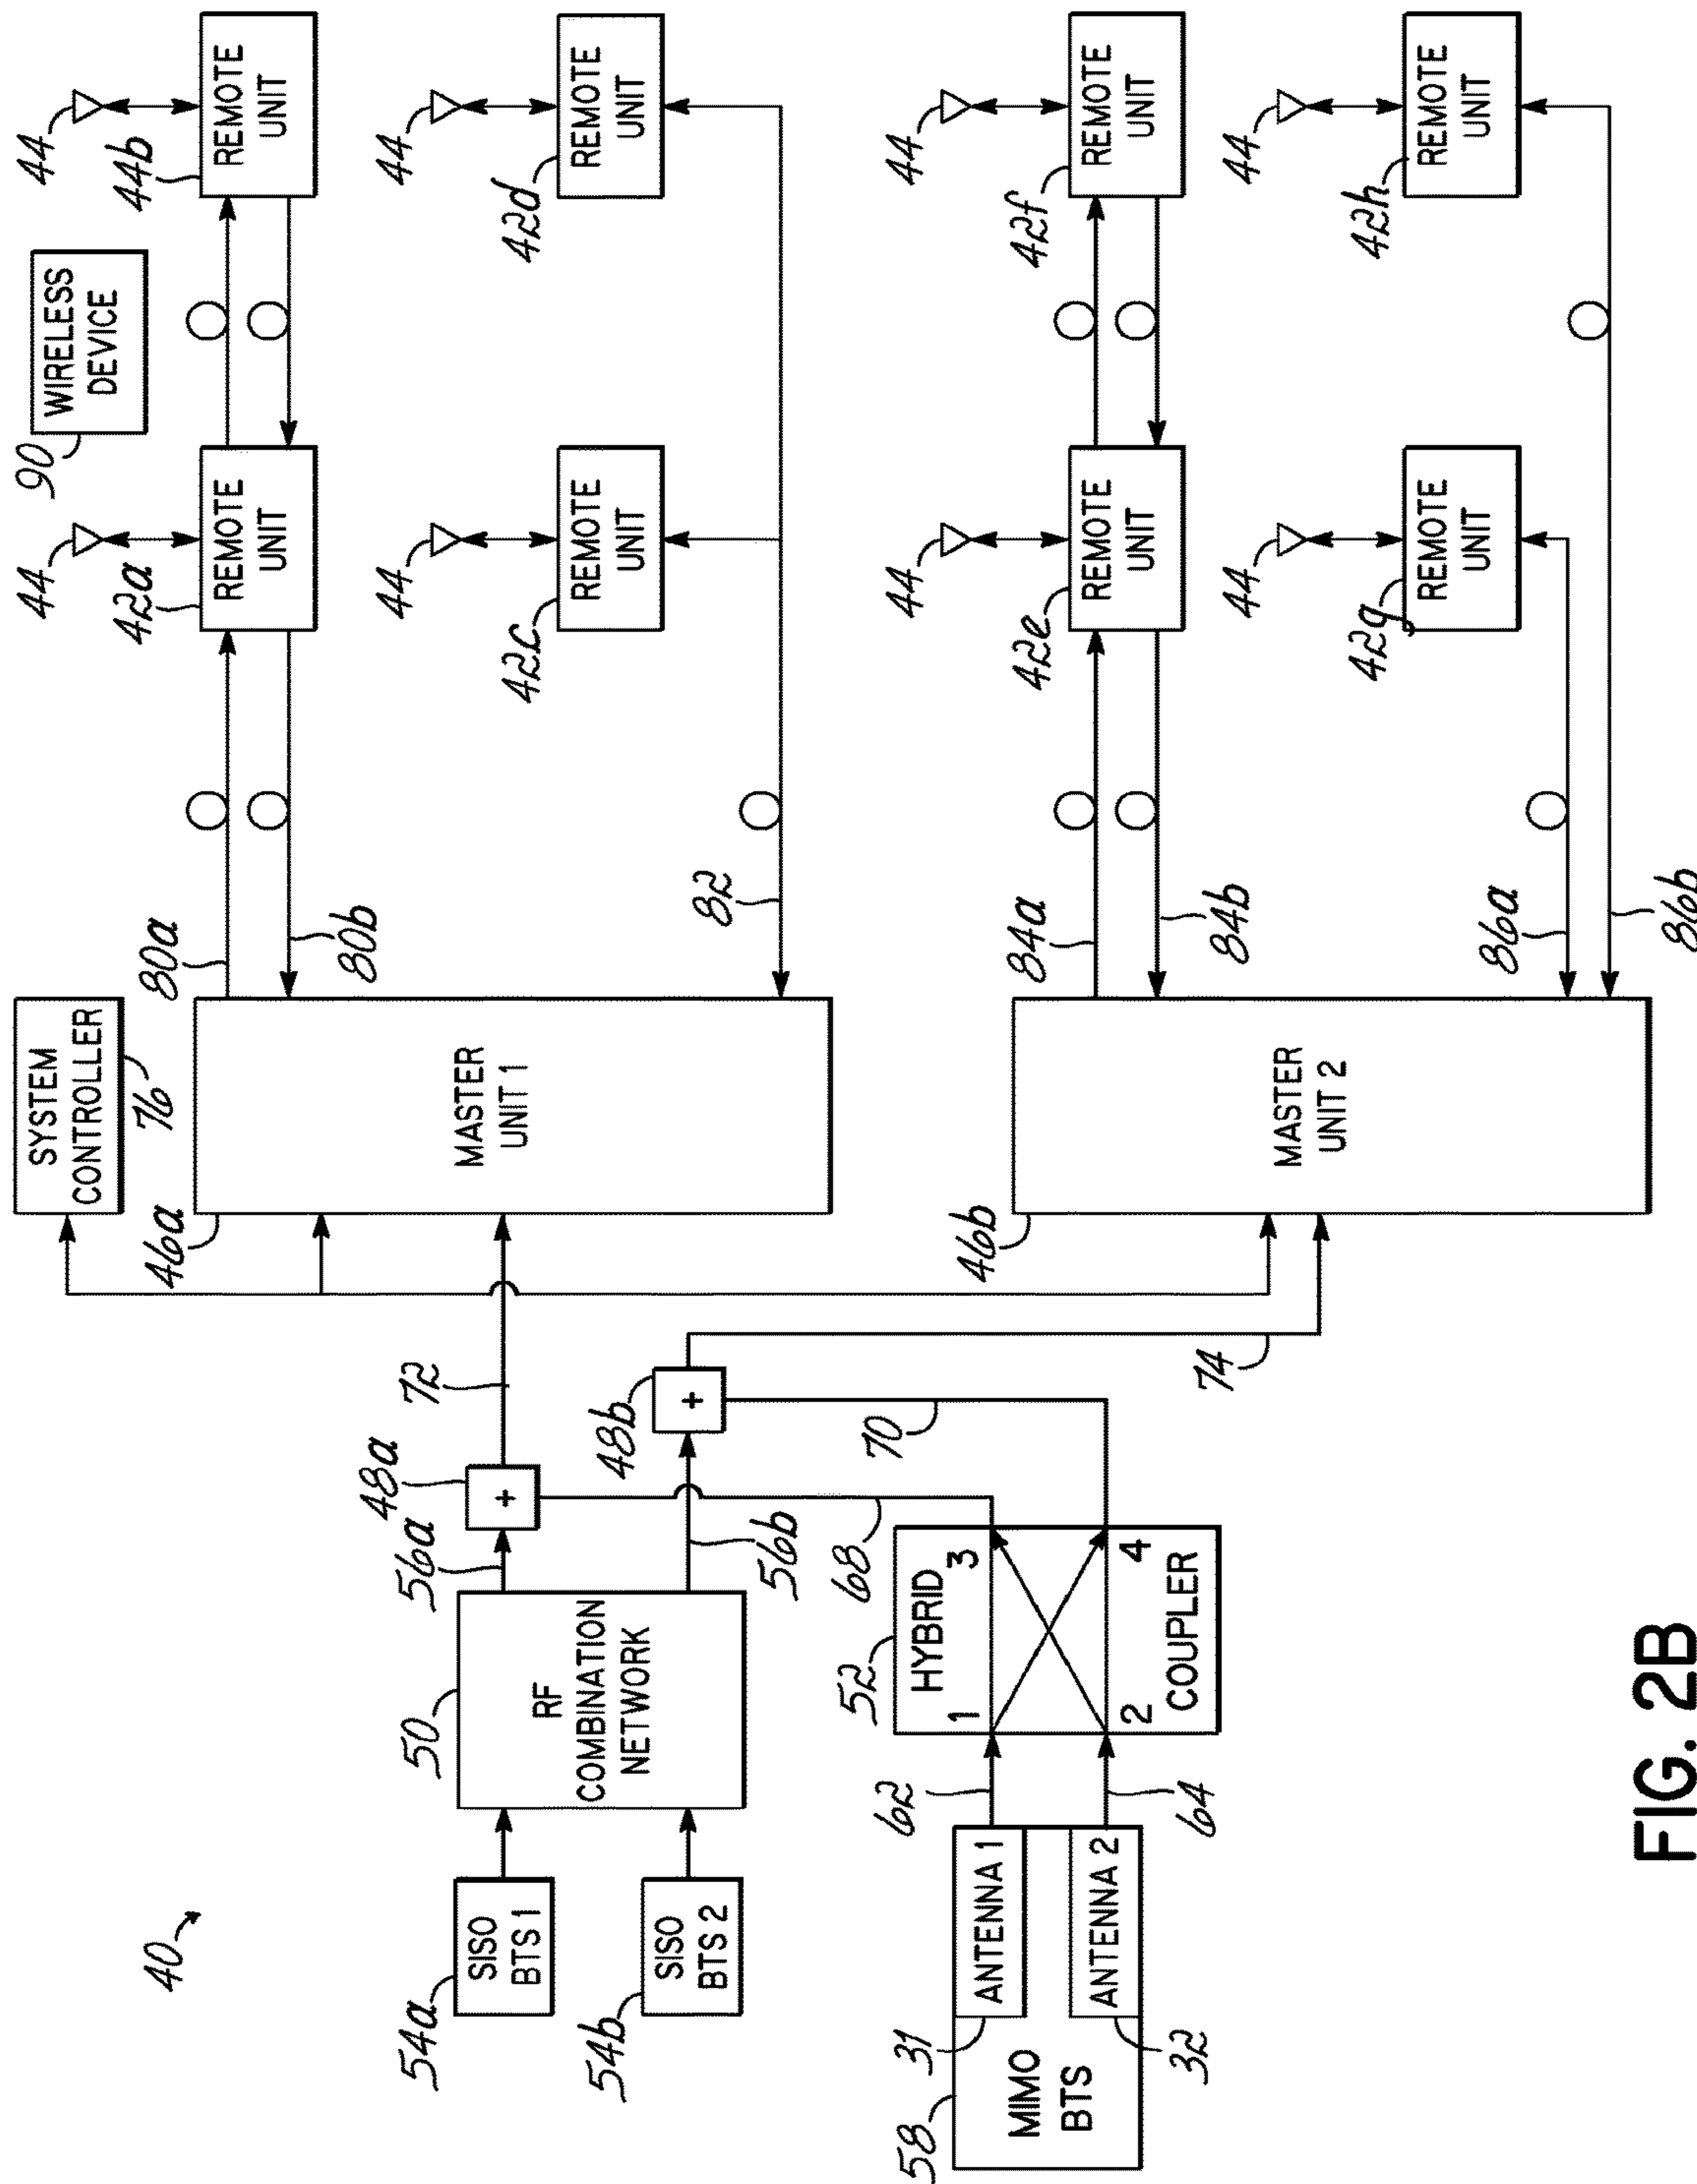 40
54a
SISO
BTS 1
54b
SISO
BTS 2
58
MIMO
BTS
31
ANTENNA 1
32
ANTENNA 2
62
64
50
RF
COMBINATION
NETWORK
52
HYBRID
1
3
2
4
COUPLER
56a
56b
48a
+
48b
+
68
70
72
74
SYSTEM
CONTROLLER
76
46a
MASTER
UNIT 1
46b
MASTER
UNIT 2
80a
80b
82
84a
84b
86a
86b
44
42a
REMOTE
UNIT
90
WIRELESS
DEVICE
44
44b
REMOTE
UNIT
44
42c
REMOTE
UNIT
44
42d
REMOTE
UNIT
44
42e
REMOTE
UNIT
44
42f
REMOTE
UNIT
44
42g
REMOTE
UNIT
44
42h
REMOTE
UNIT
FIG. 2B